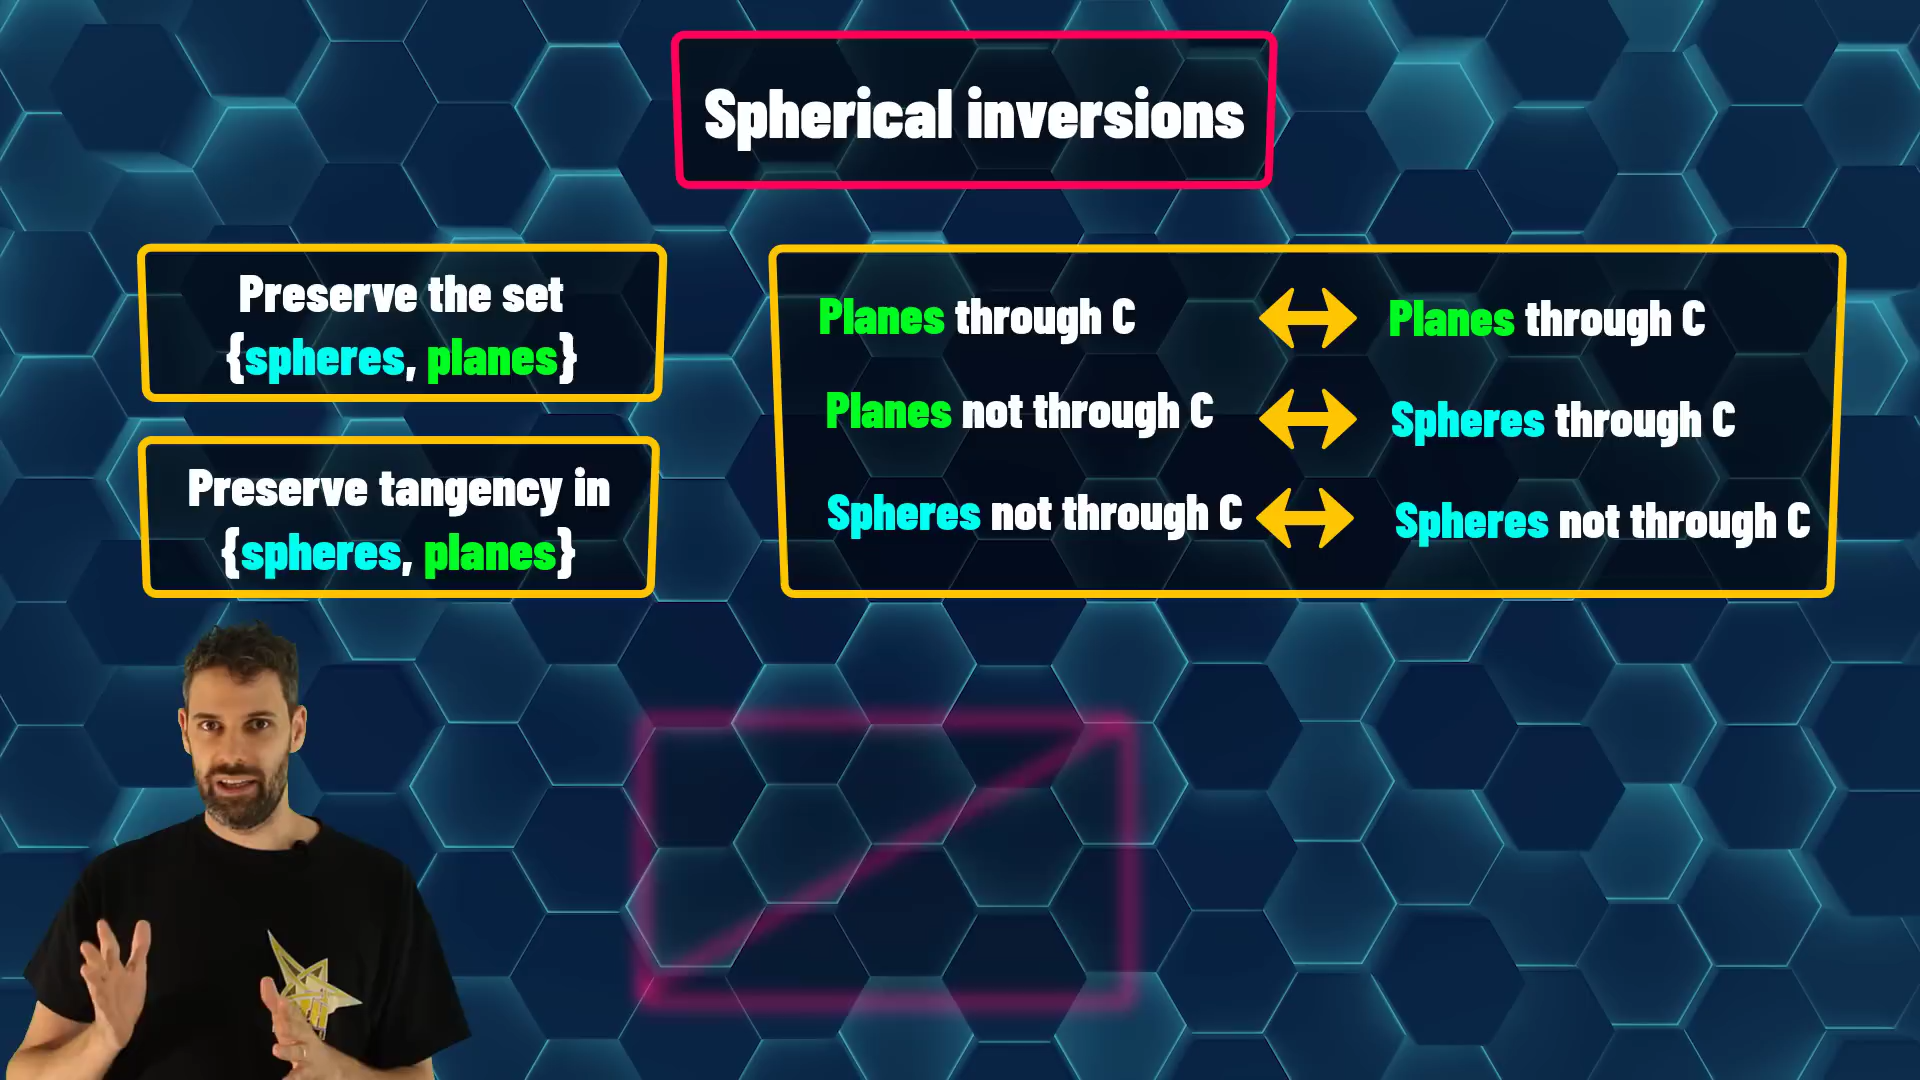 Spherical inversions
Preserve the set
{spheres, planes}
Preserve tangency in
{spheres, planes}
Planes through C
Planes through C
Planes not through C
Spheres through C
Spheres not through C
Spheres not through C